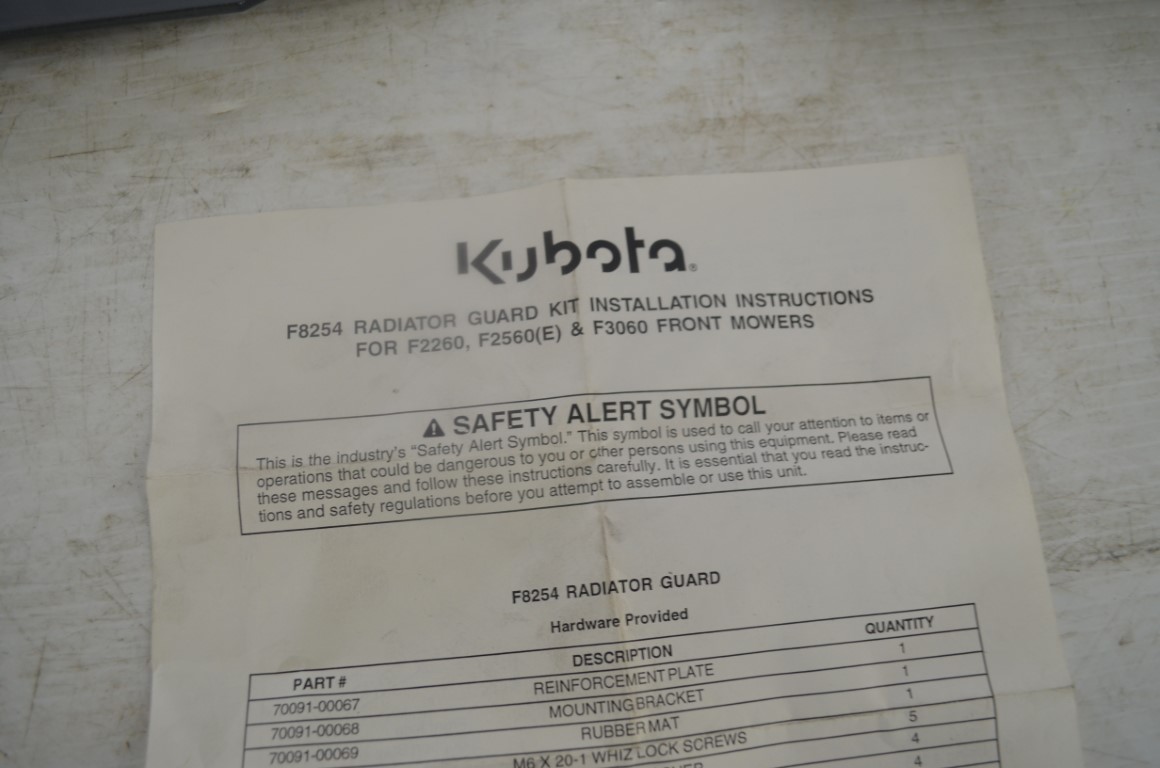 Kubota®
F8254 RADIATOR GUARD KIT INSTALLATION INSTRUCTIONS
FOR F2260, F2560(E) & F3060 FRONT MOWERS
⚠ SAFETY ALERT SYMBOL
This is the industry's “Safety Alert Symbol.” This symbol is used to call your attention to items or
operations that could be dangerous to you or other persons using this equipment. Please read
these messages and follow these instructions carefully. It is essential that you read the instruc-
tions and safety regulations before you attempt to assemble or use this unit.
F8254 RADIATOR GUARD
Hardware Provided
PART # DESCRIPTION QUANTITY
70091-00067 REINFORCEMENT PLATE 1
70091-00068 MOUNTING BRACKET 1
70091-00069 RUBBER MAT 1
M6 X 20-1 WHIZ LOCK SCREWS 5
4
4